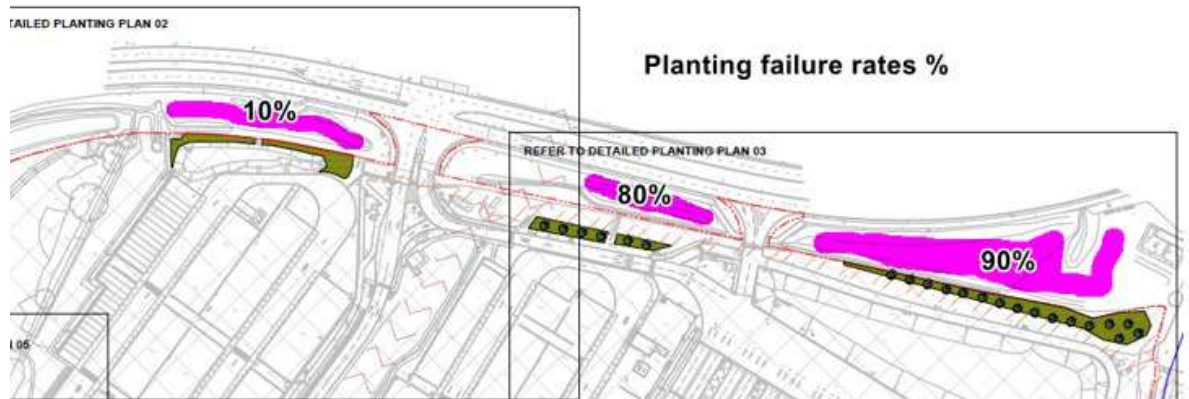 TAILED PLANTING PLAN 02
Planting failure rates %
10%
REFER TO DETAILED PLANTING PLAN 03
80%
90%
05